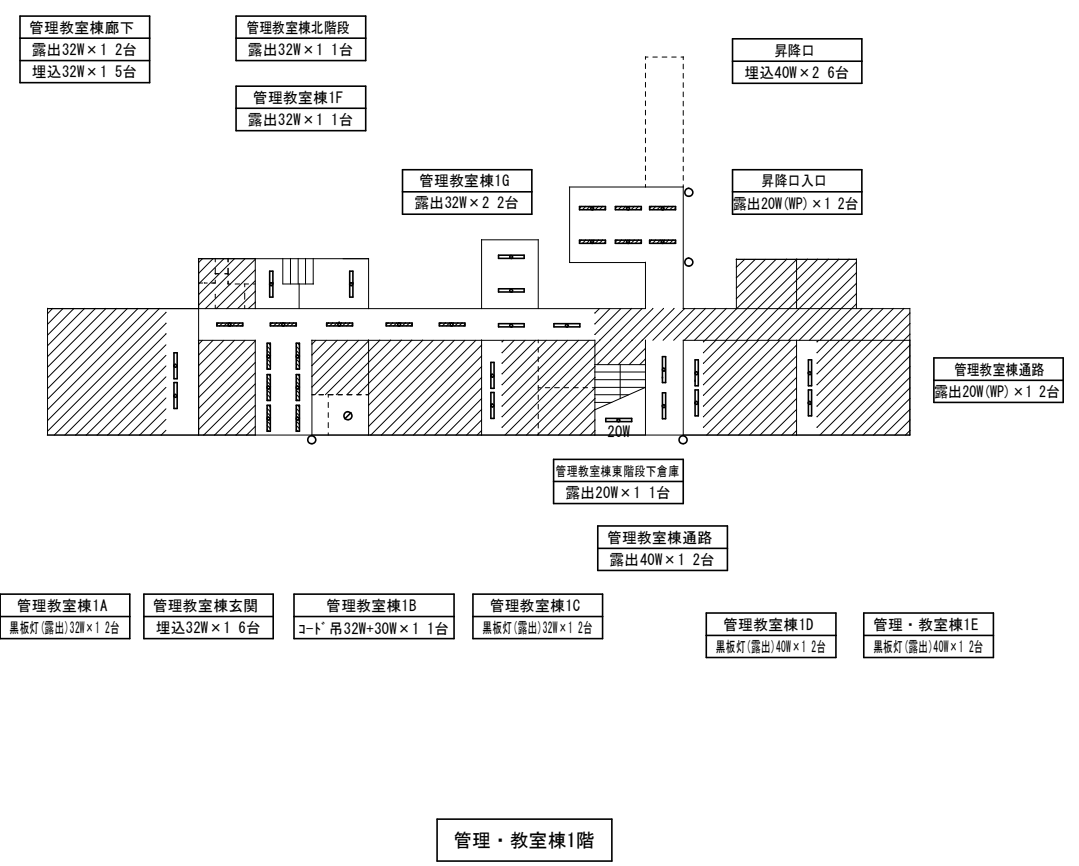 管理教室棟廊下
露出32W×1 2台
埋込32W×1 5台
管理教室棟北階段
露出32W×1 1台
管理教室棟1F
露出32W×1 1台
昇降口
埋込40W×2 6台
管理教室棟1G
露出32W×2 2台
昇降口入口
露出20W(WP)×1 2台
管理教室棟通路
露出20W(WP)×1 2台
20W
管理教室棟東階段下倉庫
露出20W×1 1台
管理教室棟通路
露出40W×1 2台
管理教室棟1A
黒板灯(露出)32W×1 2台
管理教室棟玄関
埋込32W×1 6台
管理教室棟1B
コード吊32W+30W×1 1台
管理教室棟1C
黒板灯(露出)32W×1 2台
管理教室棟1D
黒板灯(露出)40W×1 2台
管理・教室棟1E
黒板灯(露出)40W×1 2台
管理・教室棟1階